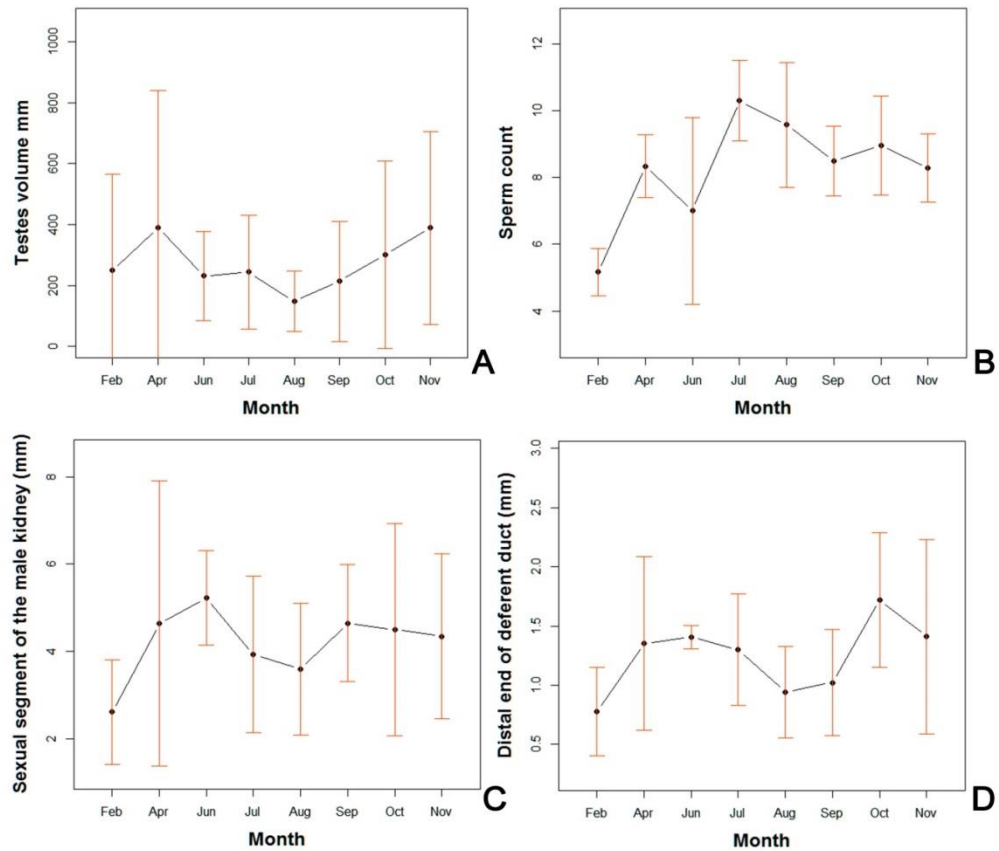 Testes volume mm
1000
800
600
400
200
0
Feb Apr Jun Jul Aug Sep Oct Nov
Month
A
Sperm count
12
10
8
6
4
Feb Apr Jun Jul Aug Sep Oct Nov
Month
B
Sexual segment of the male kidney (mm)
8
6
4
2
Feb Apr Jun Jul Aug Sep Oct Nov
Month
C
Distal end of deferent duct (mm)
3.0
2.5
2.0
1.5
1.0
0.5
Feb Apr Jun Jul Aug Sep Oct Nov
Month
D